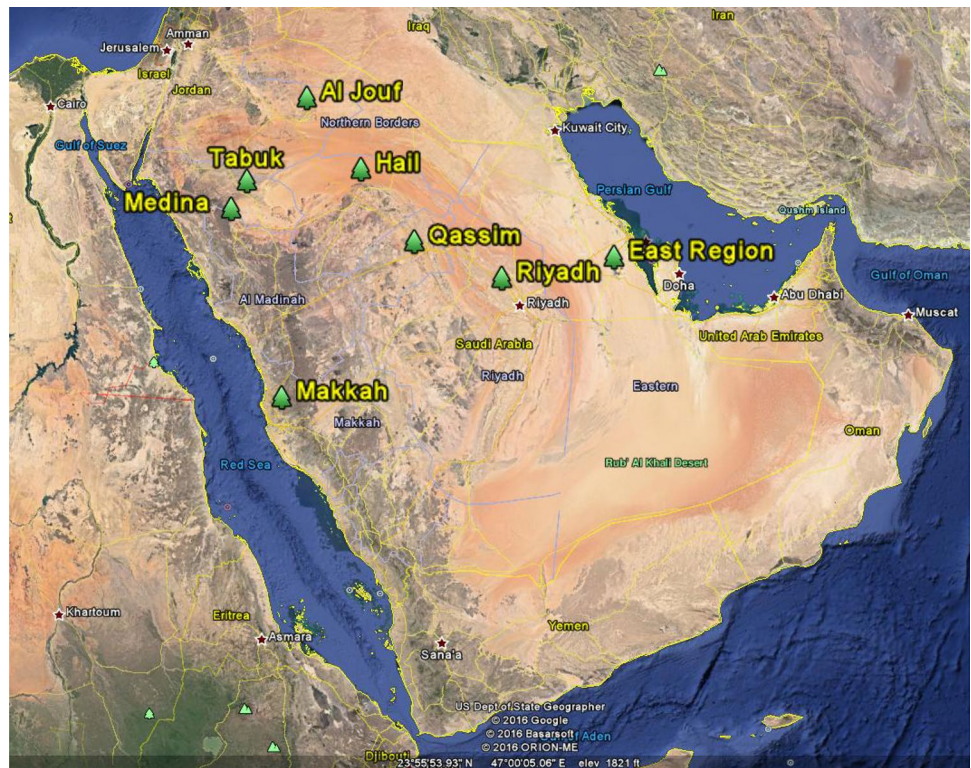 Iran
Iraq
Amman
Jerusalem
Israel
Jordan
Al Jouf
Cairo
Northern Borders
Kuwait City
Gulf of Suez
Tabuk
Hail
Persian Gulf
Medina
Qushm Island
Qassim
East Region
Riyadh
Doha
Gulf of Oman
Al Madinah
Riyadh
Abu Dhabi
Muscat
Saudi Arabia
United Arab Emirates
Riyadh
Eastern
Makkah
Makkah
Oman
Red Sea
Rub' Al Khali Desert
Khartoum
Eritrea
Yemen
Asmara
Sana'a
US Dept of State Geographer
© 2016 Google
© 2016 Basarsoft
of Aden
© 2016 ORION-ME
Djibouti
23°55'53.93" N 47°00'05.06" E elev 1821 ft